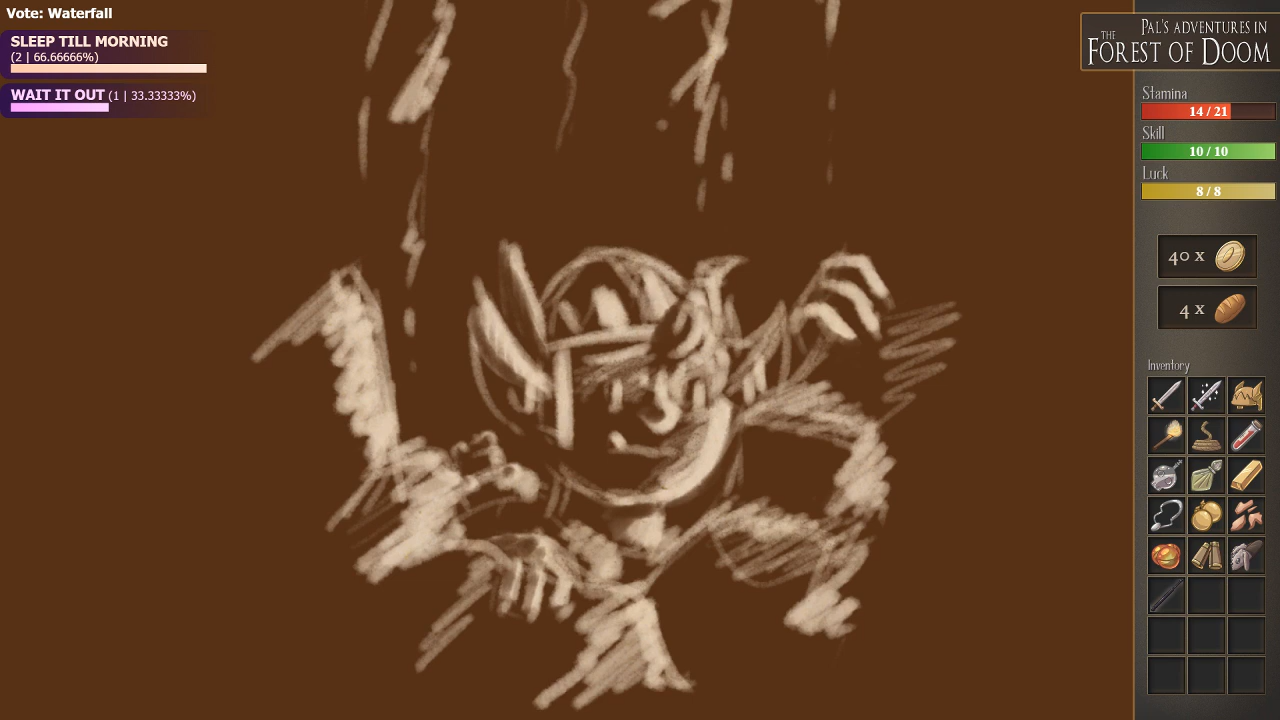 Vote: Waterfall
SLEEP TILL MORNING
(2 | 66.66666%)
WAIT IT OUT (1 | 33.33333%)
PAL'S ADVENTURES IN
THE FOREST OF DOOM
Stamina
14 / 21
Skill
10 / 10
Luck
8 / 8
40 x
4 x
Inventory